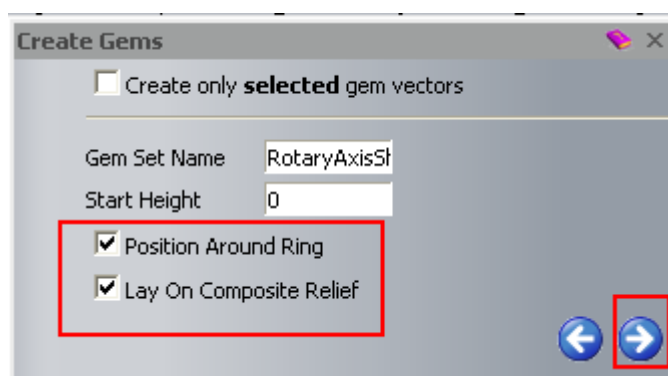 Create Gems
Create only selected gem vectors
Gem Set Name RotaryAxisSh
Start Height 0
Position Around Ring
Lay On Composite Relief